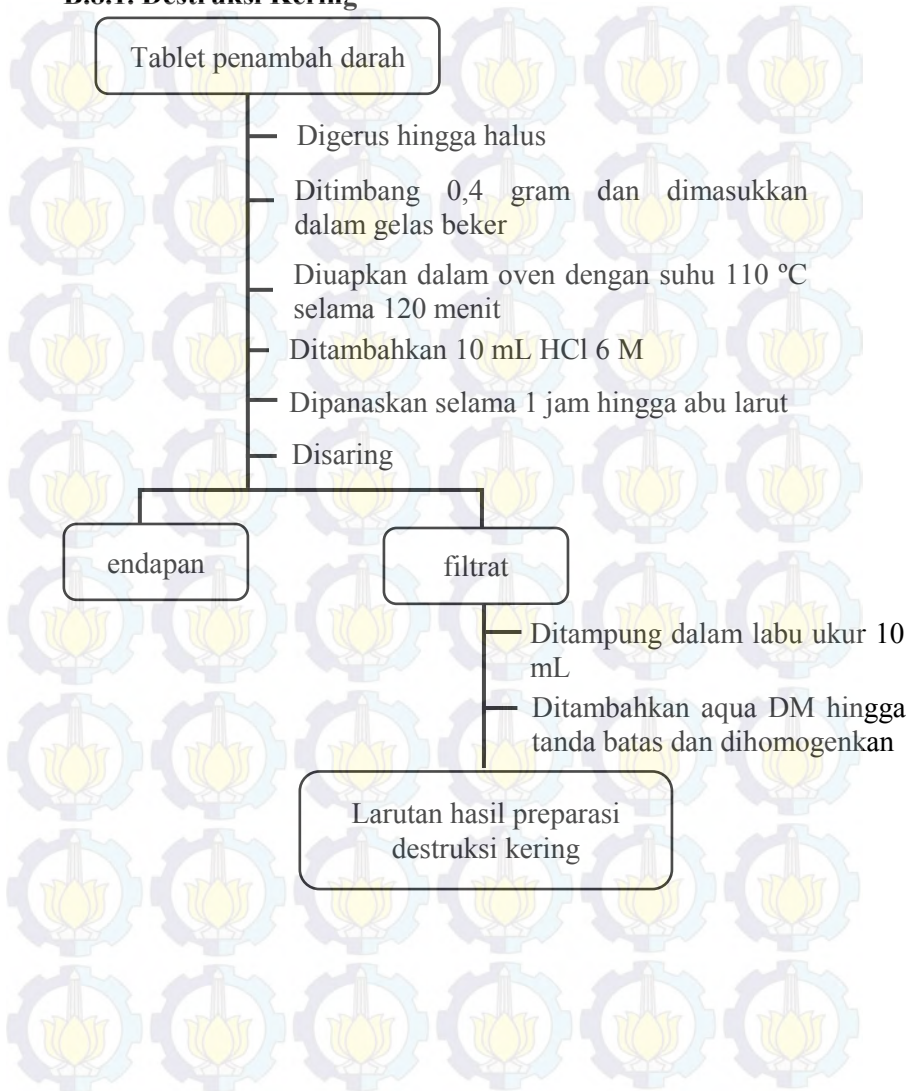 B.8.1. Destruksi Kering
Tablet penambah darah
Digerus hingga halus
Ditimbang 0,4 gram dan dimasukkan
dalam gelas beker
Diuapkan dalam oven dengan suhu 110 ºC
selama 120 menit
Ditambahkan 10 mL HCl 6 M
Dipanaskan selama 1 jam hingga abu larut
Disaring
endapan
filtrat
Ditampung dalam labu ukur 10
mL
Ditambahkan aqua DM hingga
tanda batas dan dihomogenkan
Larutan hasil preparasi
destruksi kering